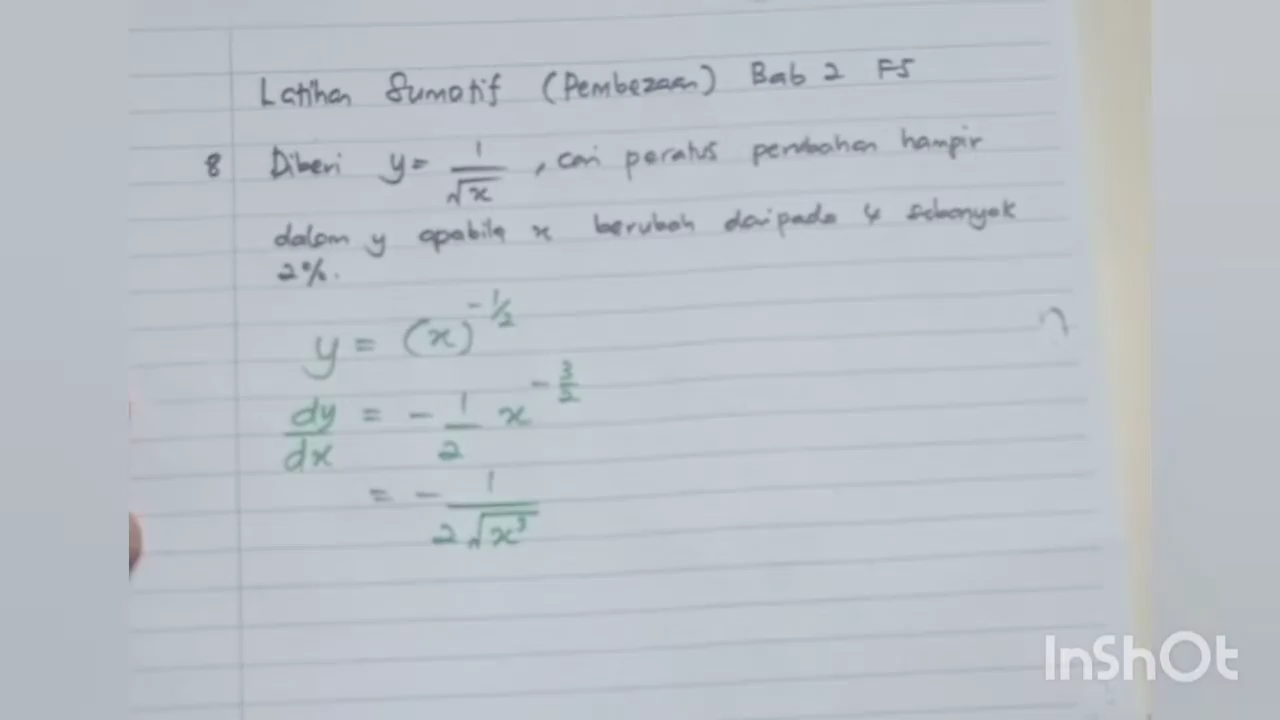 Latihan Sumatif (Pembezaan) Bab 2 F5
8 Diberi y = 1/√x , cari peratus perubahan hampir
dalam y apabila x berubah daripada 4 sebanyak
2%.
y = (x)^(-1/2)
dy/dx = - 1/2 x^(-3/2)
= - 1/(2√x³)
InShOt